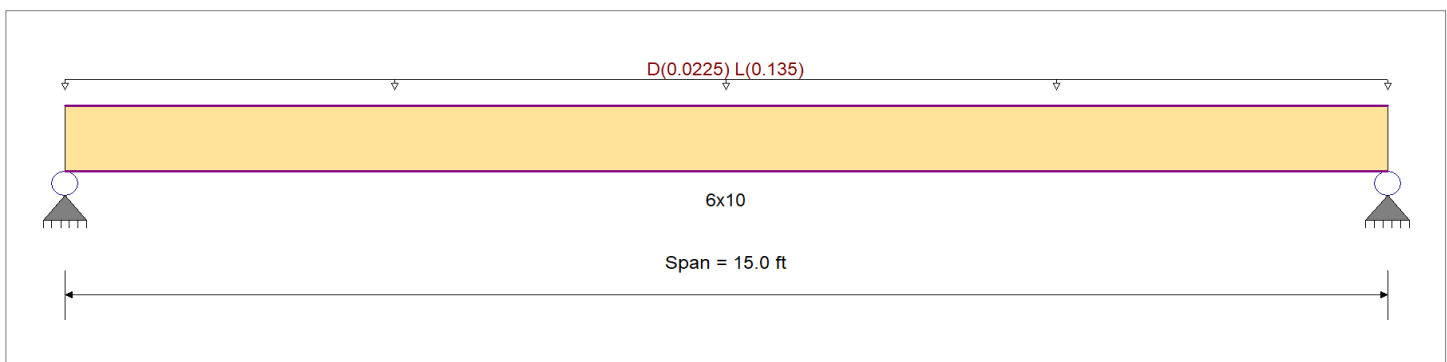 D(0.0225) L(0.135)
6x10
Span = 15.0 ft